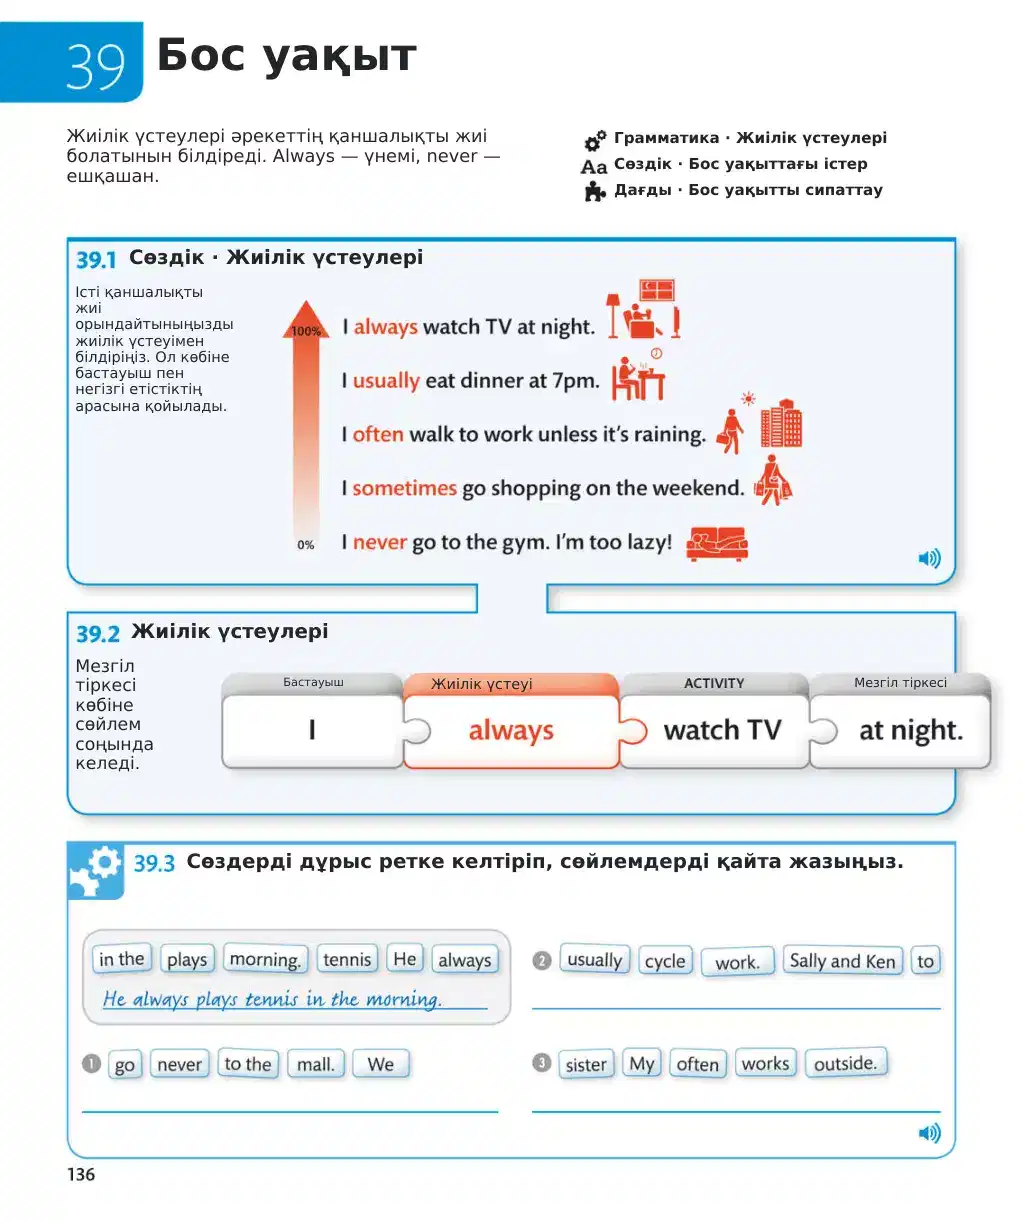 39
Бос уақыт
Жиілік үстеулері әрекеттің қаншалықты жиі
болатынын білдіреді. Always — үнемі, never —
ешқашан.
Грамматика · Жиілік үстеулері
Aa Сөздік · Бос уақыттағы істер
Дағды · Бос уақытты сипаттау
39.1 Сөздік · Жиілік үстеулері
Істі қаншалықты
жиі
орындайтыныңызды
жиілік үстеуімен
білдіріңіз. Ол көбіне
бастауыш пен
негізгі етістіктің
арасына қойылады.
100%
I always watch TV at night.
I usually eat dinner at 7pm.
I often walk to work unless it’s raining.
I sometimes go shopping on the weekend.
0%
I never go to the gym. I’m too lazy!
39.2 Жиілік үстеулері
Мезгіл
тіркесі
көбіне
сөйлем
соңында
келеді.
Бастауыш Жиілік үстеуі ACTIVITY Мезгіл тіркесі
I always watch TV at night.
39.3 Сөздерді дұрыс ретке келтіріп, сөйлемдерді қайта жазыңыз.
in the plays morning. tennis He always
He always plays tennis in the morning.
1 go never to the mall. We
2 usually cycle work. Sally and Ken to
3 sister My often works outside.
136